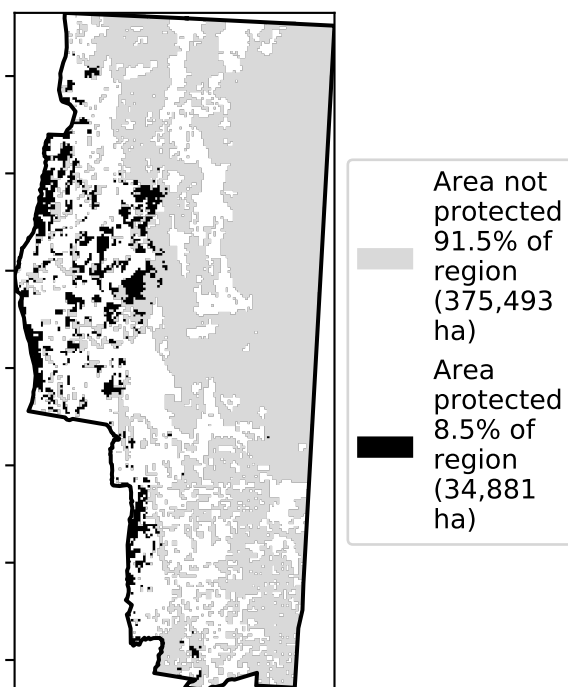 Area not
protected
91.5% of
region
(375,493
ha)
Area
protected
8.5% of
region
(34,881
ha)